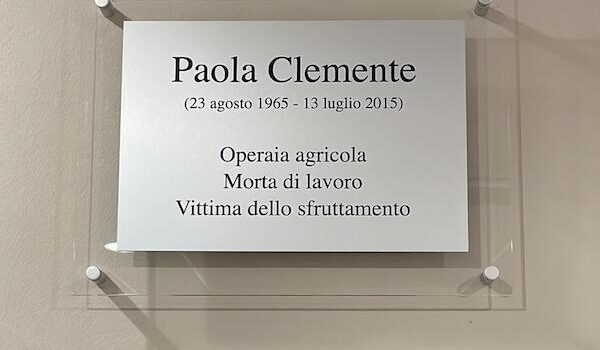 Paola Clemente
(23 agosto 1965 - 13 luglio 2015)
Operaia agricola
Morta di lavoro
Vittima dello sfruttamento